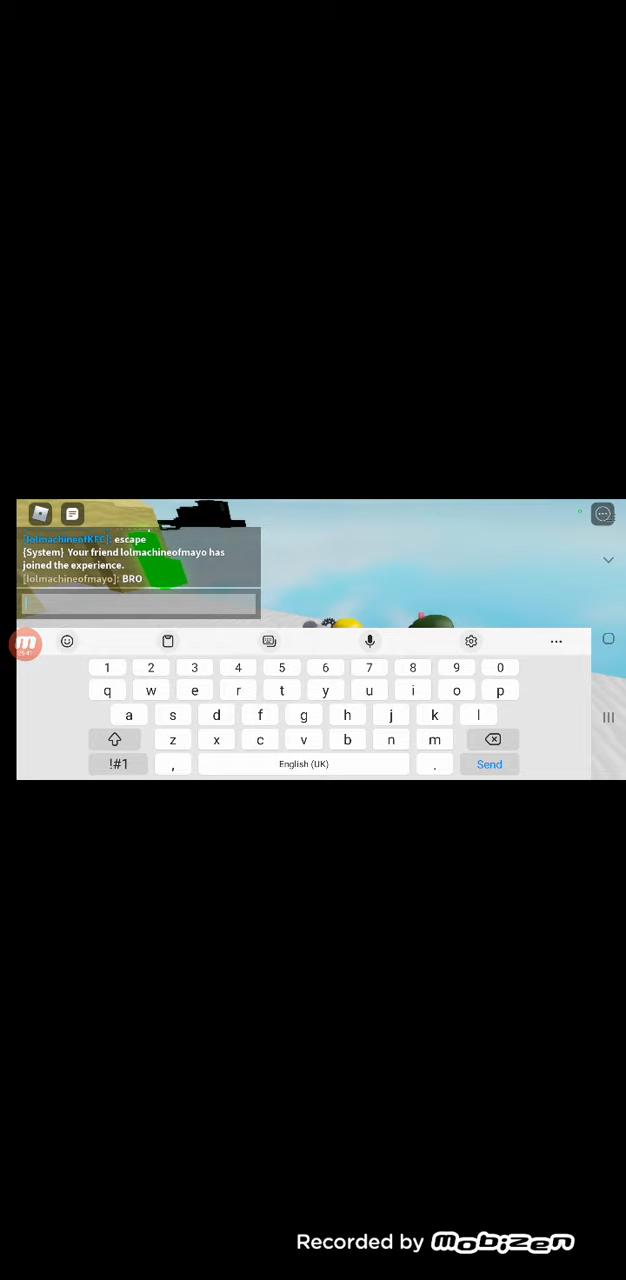 [lolmachineofKFC]: escape
{System} Your friend lolmachineofmayo has
joined the experience.
[lolmachineofmayo]: BRO
1 2 3 4 5 6 7 8 9 0
q w e r t y u i o p
a s d f g h j k l
z x c v b n m
!#1 , English (UK) . Send
Recorded by mobizen